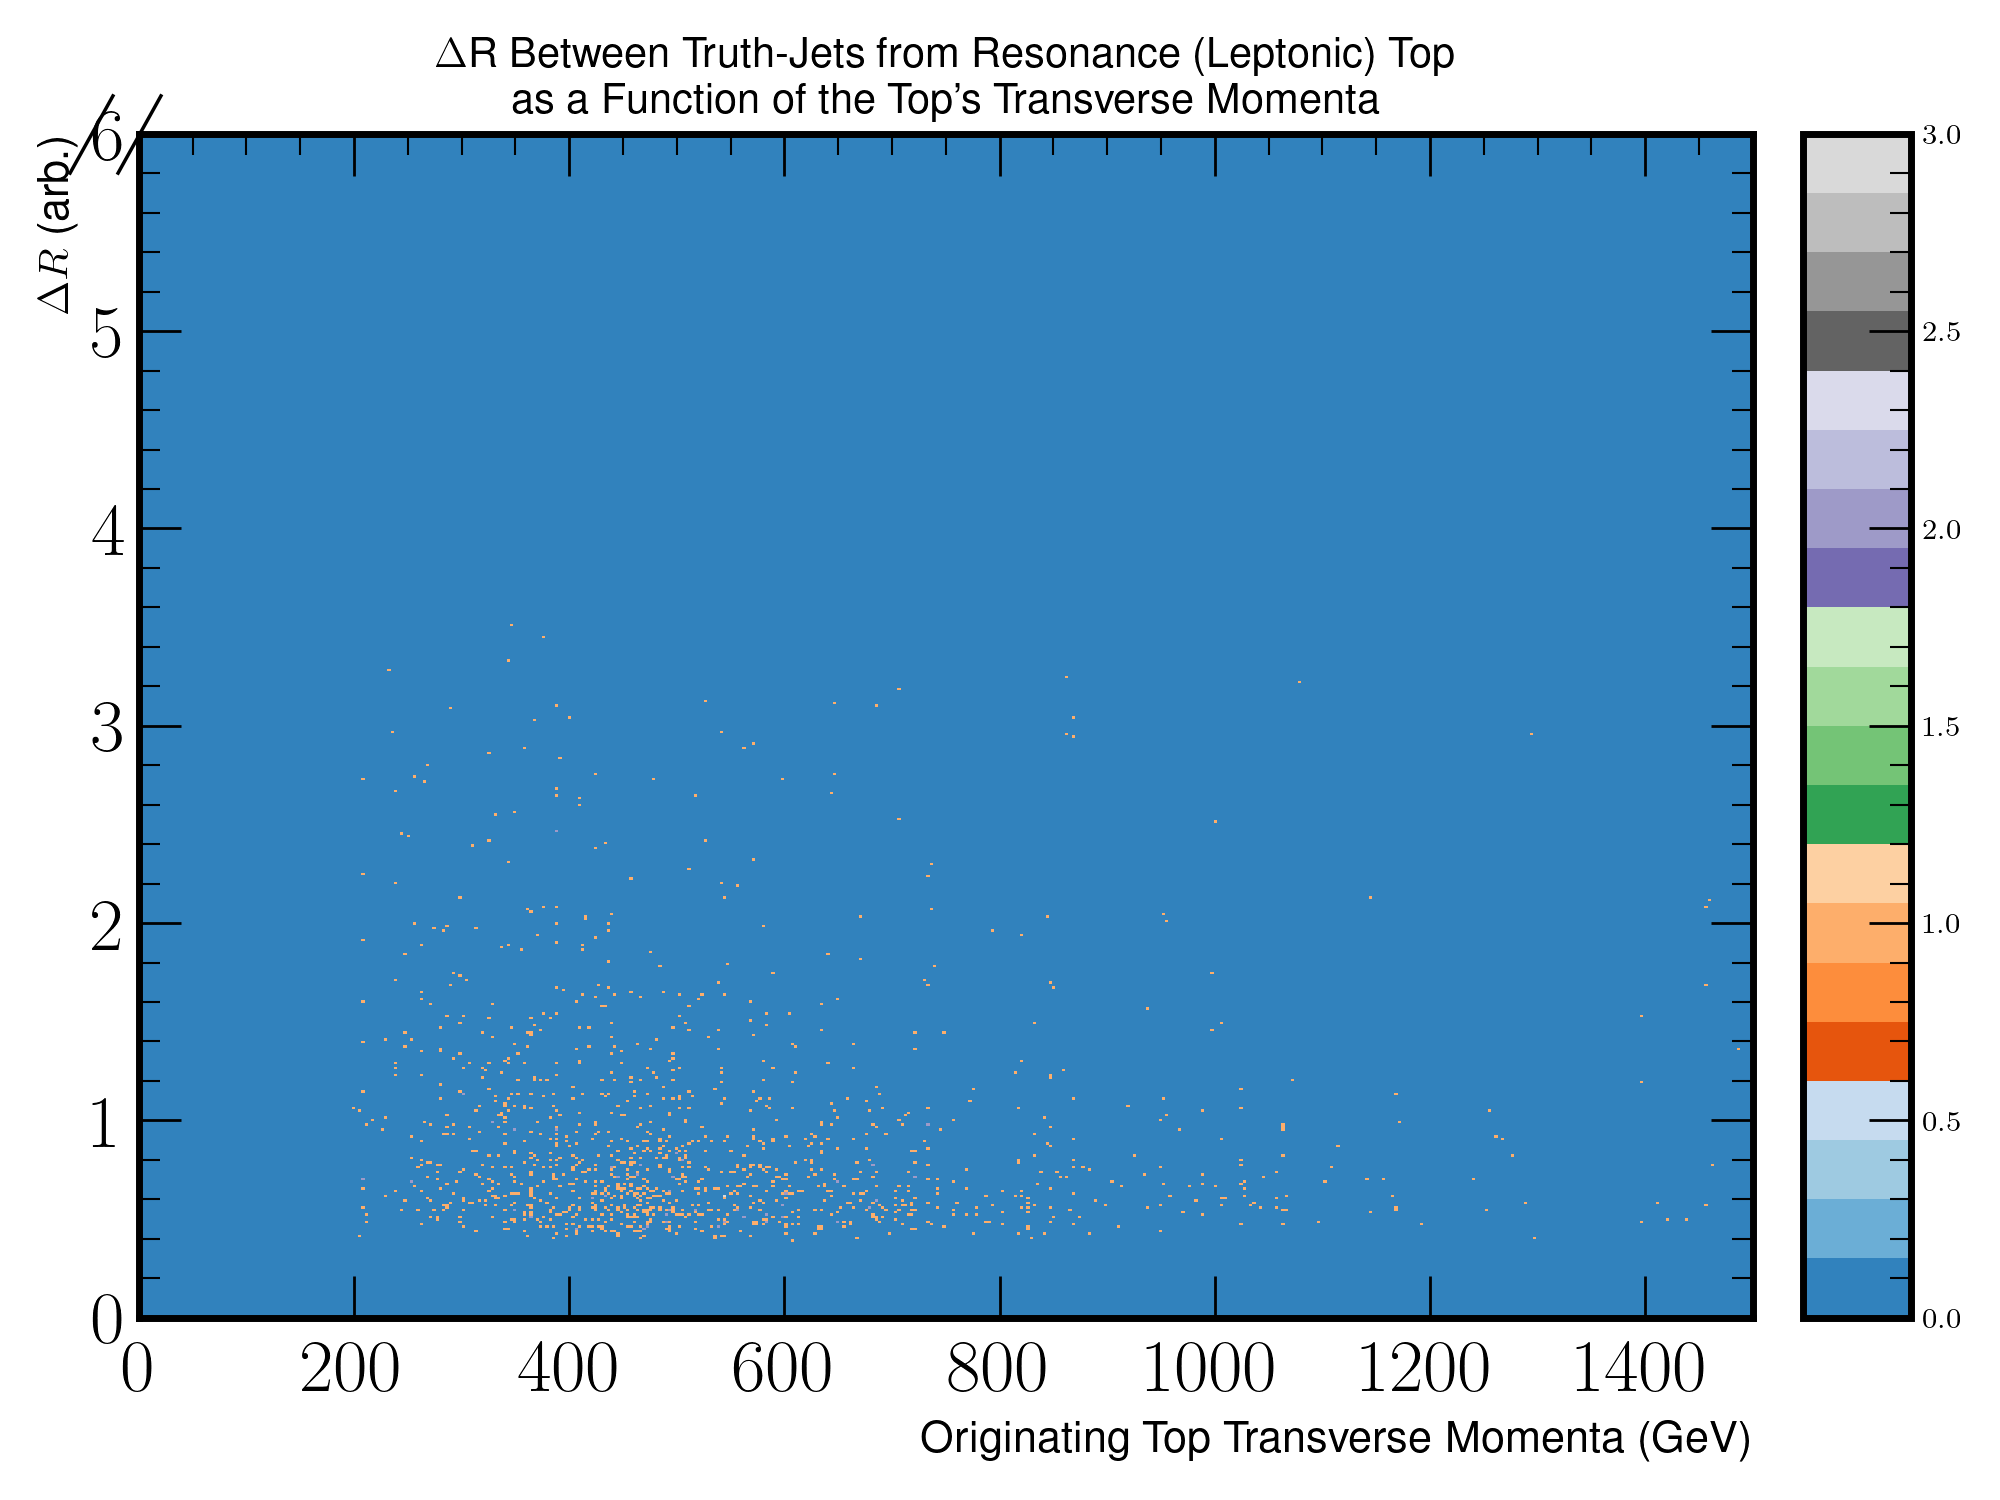 ΔR Between Truth-Jets from Resonance (Leptonic) Top
as a Function of the Top's Transverse Momenta
ΔR (arb.)
6
5
4
3
2
1
0
0 200 400 600 800 1000 1200 1400
Originating Top Transverse Momenta (GeV)
3.0
2.5
2.0
1.5
1.0
0.5
0.0